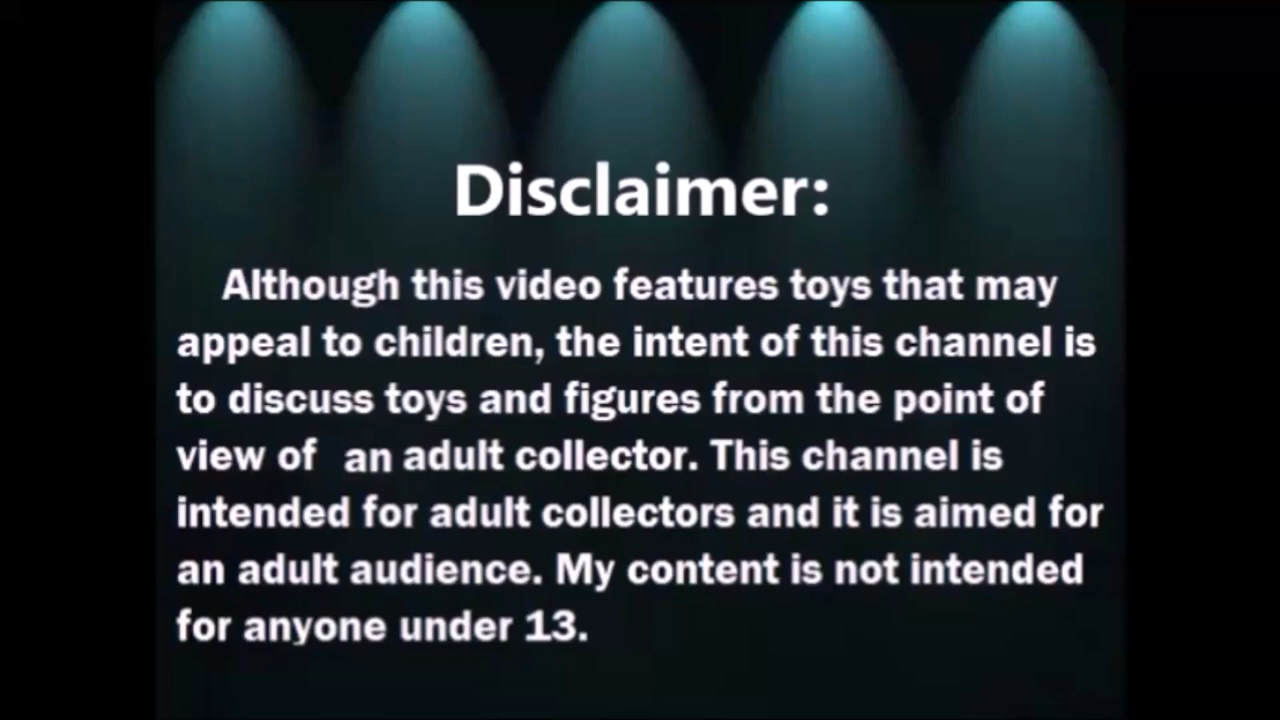 Disclaimer:
Although this video features toys that may
appeal to children, the intent of this channel is
to discuss toys and figures from the point of
view of an adult collector. This channel is
intended for adult collectors and it is aimed for
an adult audience. My content is not intended
for anyone under 13.